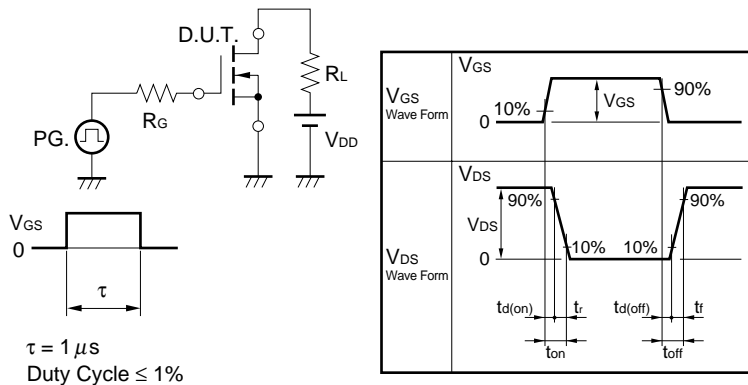 D.U.T.
RL
RG
PG.
VDD
VGS
0
τ
τ = 1 μs
Duty Cycle ≤ 1%
VGS
Wave Form
VGS
10%
VGS
90%
0
VDS
Wave Form
VDS
90%
VDS
90%
10%
10%
0
td(on)
tr
td(off)
tf
ton
toff